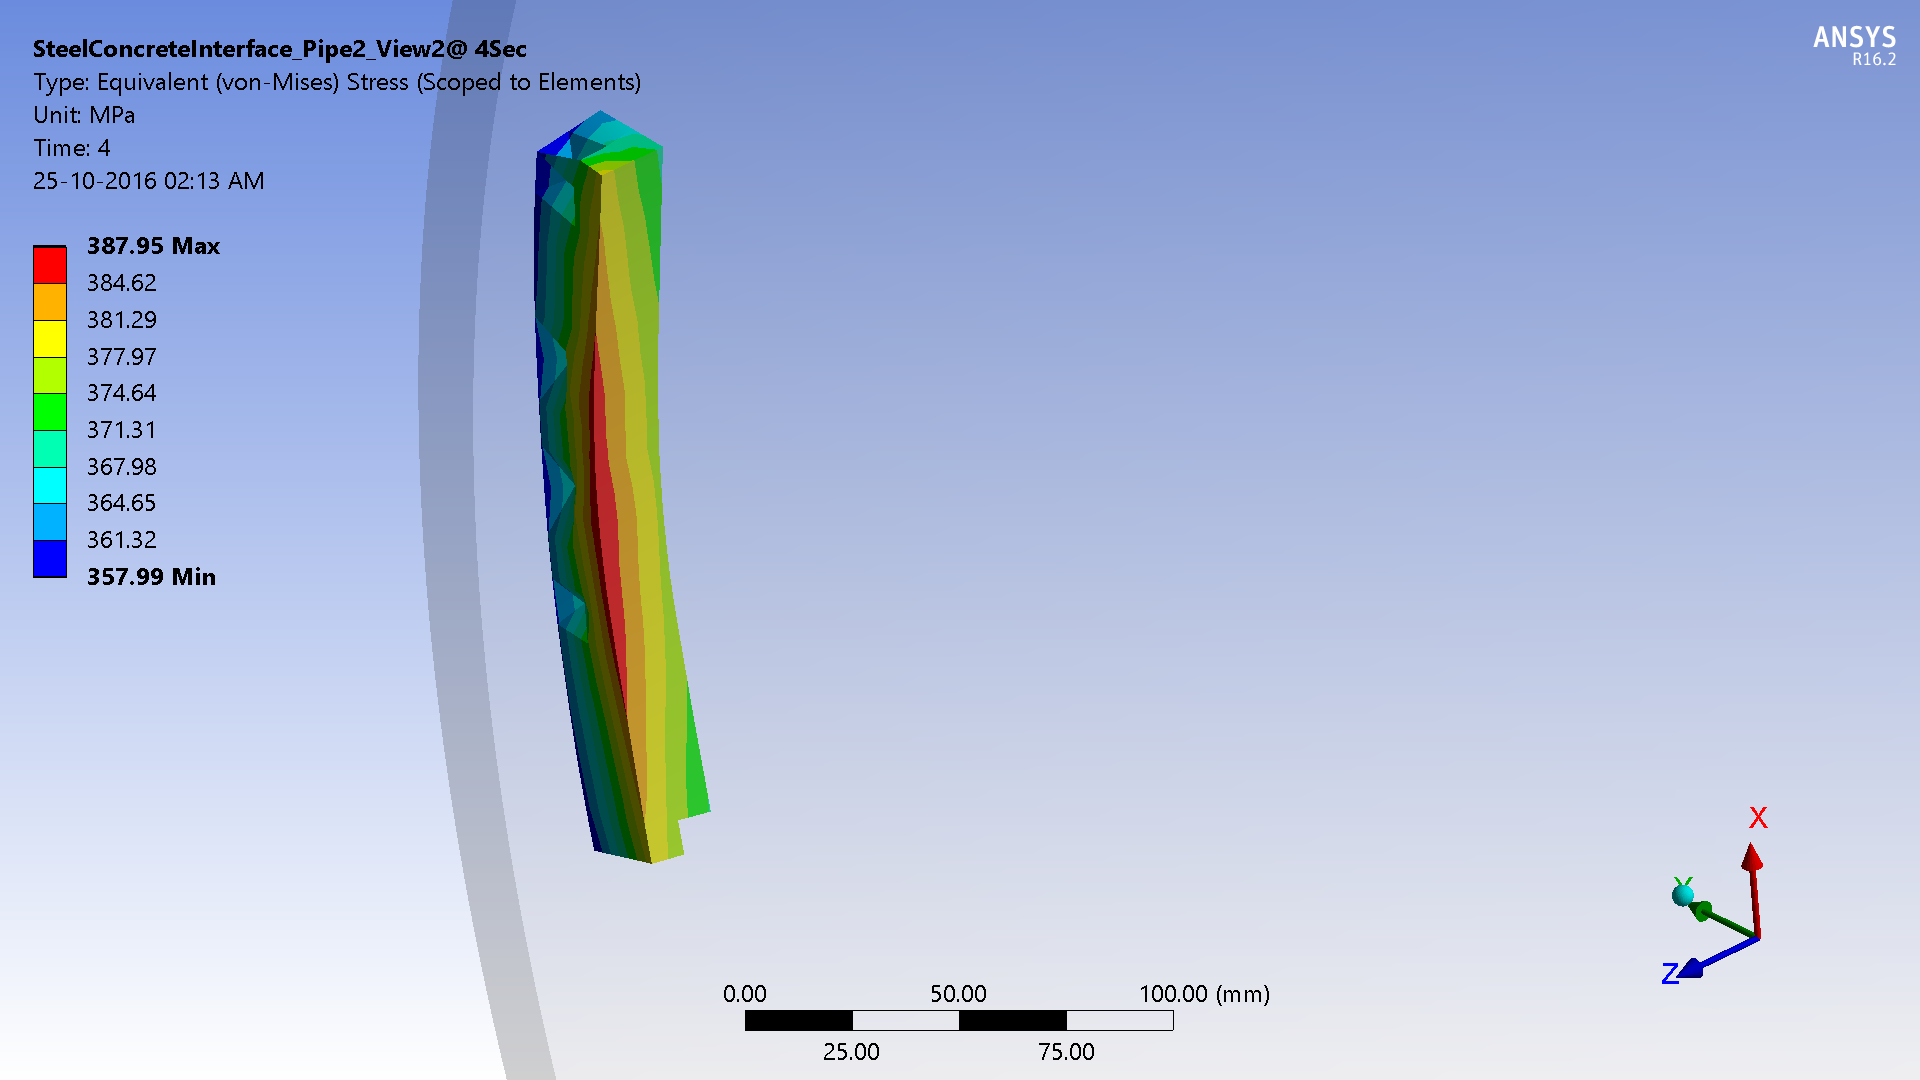 SteelConcreteInterface_Pipe2_View2@ 4Sec
Type: Equivalent (von-Mises) Stress (Scoped to Elements)
Unit: MPa
Time: 4
25-10-2016 02:13 AM
387.95 Max
384.62
381.29
377.97
374.64
371.31
367.98
364.65
361.32
357.99 Min
ANSYS
R16.2
X
Y
Z
0.00 50.00 100.00 (mm)
25.00 75.00